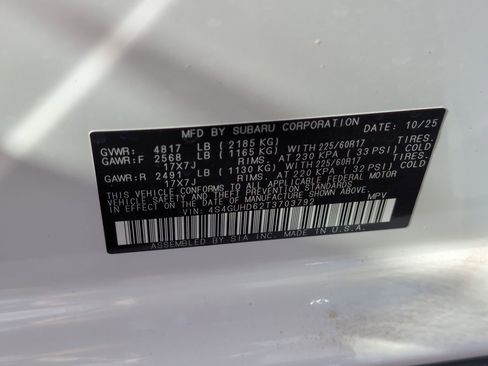 MFD BY SUBARU CORPORATION DATE: 10/25
GVWR: 4817 LB ( 2185 KG)
GAWR:F 2568 LB ( 1165 KG) WITH 225/60R17 TIRES.
17X7J RIMS. AT 230 KPA ( 33 PSI) COLD
GAWR:R 2491 LB ( 1130 KG) WITH 225/60R17 TIRES.
17X7J RIMS. AT 220 KPA ( 32 PSI) COLD
THIS VEHICLE CONFORMS TO ALL APPLICABLE FEDERAL MOTOR
VEHICLE SAFETY AND THEFT PREVENTION STANDARDS IN EFFECT
ON THE DATE OF MANUFACTURE SHOWN ABOVE.
VIN: 4S4GUHD62T3703792 MPV
ASSEMBLED BY SIA INC. MADE IN U.S.A.